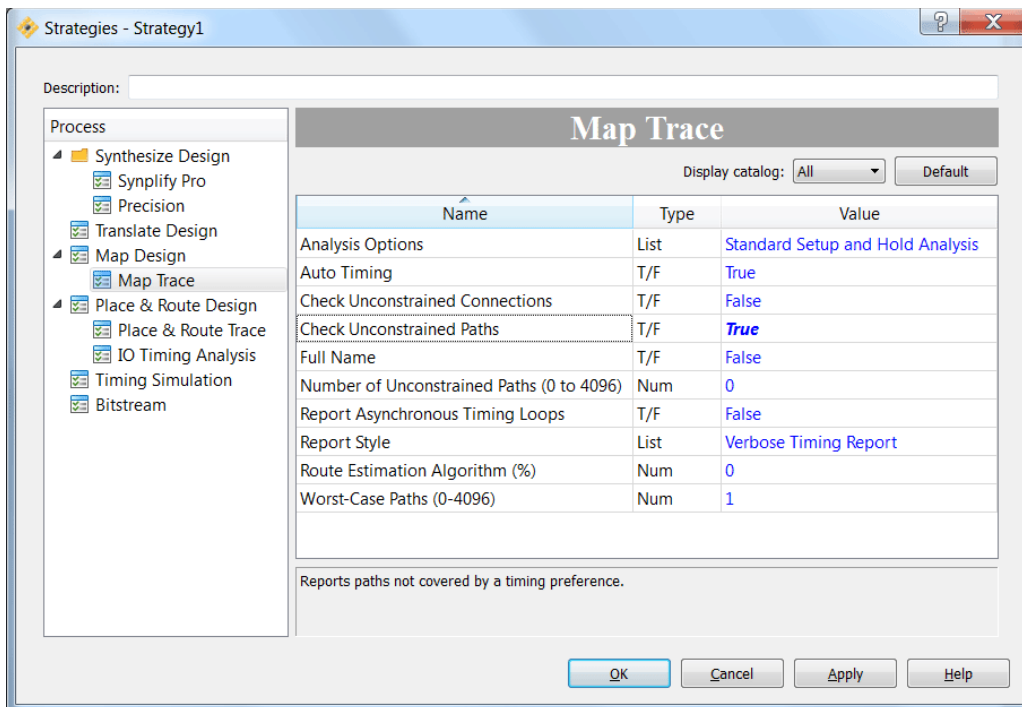 Strategies - Strategy1
Description:
Process
Synthesize Design
Synplify Pro
Precision
Translate Design
Map Design
Map Trace
Place & Route Design
Place & Route Trace
IO Timing Analysis
Timing Simulation
Bitstream
Map Trace
Display catalog: All Default
Name Type Value
Analysis Options List Standard Setup and Hold Analysis
Auto Timing T/F True
Check Unconstrained Connections T/F False
Check Unconstrained Paths T/F True
Full Name T/F False
Number of Unconstrained Paths (0 to 4096) Num 0
Report Asynchronous Timing Loops T/F False
Report Style List Verbose Timing Report
Route Estimation Algorithm (%) Num 0
Worst-Case Paths (0-4096) Num 1
Reports paths not covered by a timing preference.
OK Cancel Apply Help